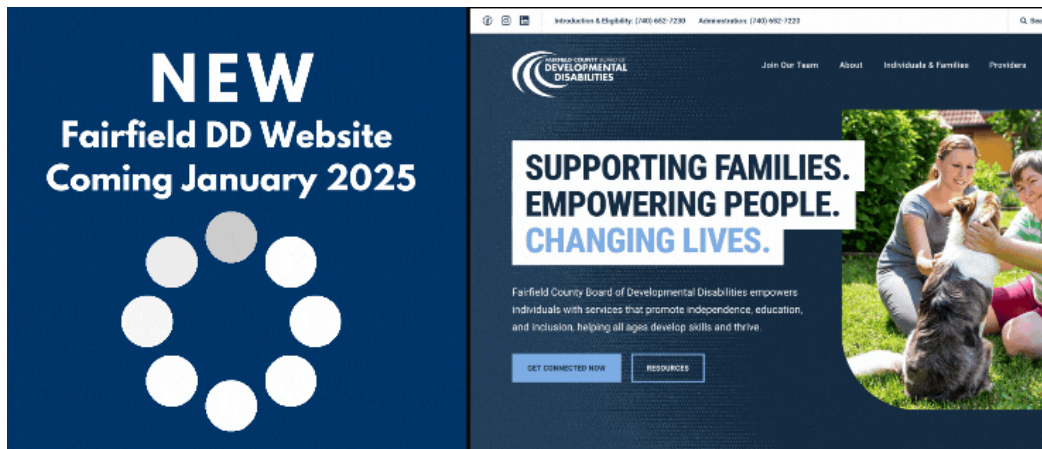 NEW
Fairfield DD Website
Coming January 2025
Introduction & Eligibility: (740) 652-7230 Administration: (740) 652-7220
FAIRFIELD COUNTY BOARD OF
DEVELOPMENTAL
DISABILITIES
Join Our Team About Individuals & Families Providers
SUPPORTING FAMILIES.
EMPOWERING PEOPLE.
CHANGING LIVES.
Fairfield County Board of Developmental Disabilities empowers
individuals with services that promote independence, education,
and inclusion, helping all ages develop skills and thrive.
GET CONNECTED NOW RESOURCES